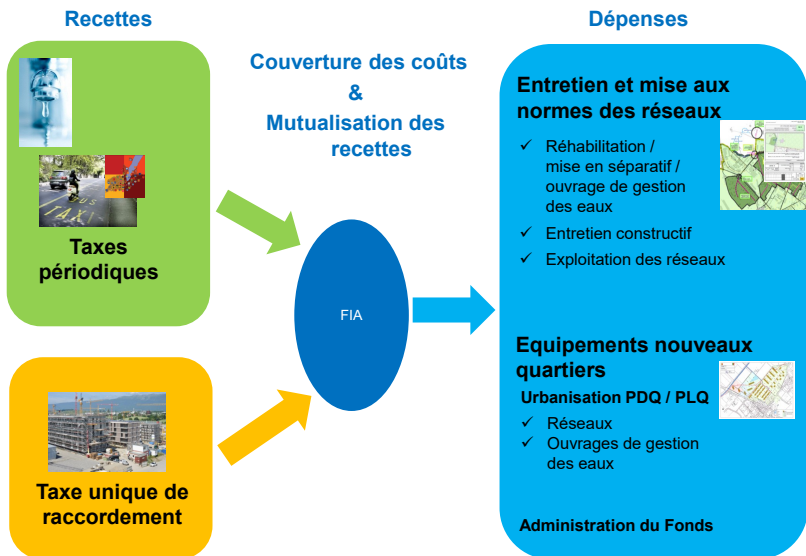 Recettes
Dépenses
Couverture des coûts
&
Mutualisation des
recettes
BUS
TAXI
Taxes
périodiques
FIA
Taxe unique de
raccordement
Entretien et mise aux
normes des réseaux
✓ Réhabilitation /
mise en séparatif /
ouvrage de gestion
des eaux
✓ Entretien constructif
✓ Exploitation des réseaux
Equipements nouveaux
quartiers
Urbanisation PDQ / PLQ
✓ Réseaux
✓ Ouvrages de gestion
des eaux
Administration du Fonds